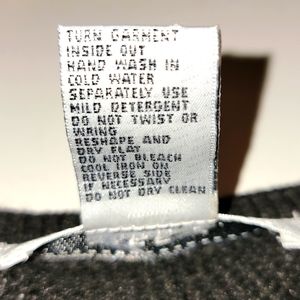 TURN GARMENT
INSIDE OUT
HAND WASH IN
COLD WATER
SEPARATELY USE
MILD DETERGENT
DO NOT TWIST OR
WRING
RESHAPE AND
DRY FLAT
DO NOT BLEACH
COOL IRON ON
REVERSE SIDE
IF NECESSARY
DO NOT DRY CLEAN